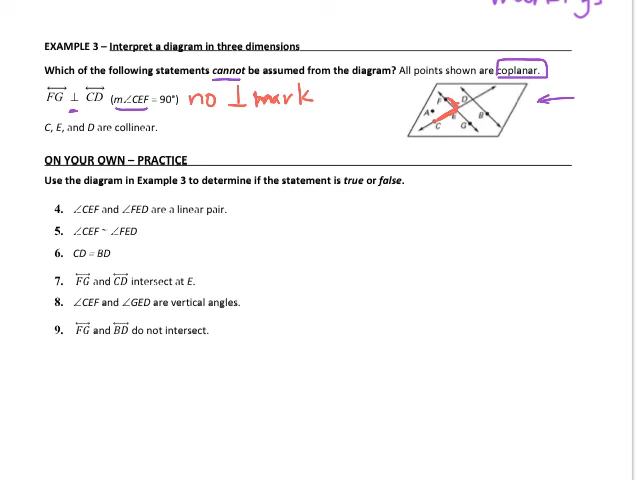 EXAMPLE 3 – Interpret a diagram in three dimensions
Which of the following statements cannot be assumed from the diagram? All points shown are coplanar.
FG ⊥ CD (m∠CEF = 90°) no ⊥ mark
C, E, and D are collinear.
F D
A B
E
C G
ON YOUR OWN – PRACTICE
Use the diagram in Example 3 to determine if the statement is true or false.
4. ∠CEF and ∠FED are a linear pair.
5. ∠CEF ~ ∠FED
6. CD = BD
7. FG and CD intersect at E.
8. ∠CEF and ∠GED are vertical angles.
9. FG and BD do not intersect.